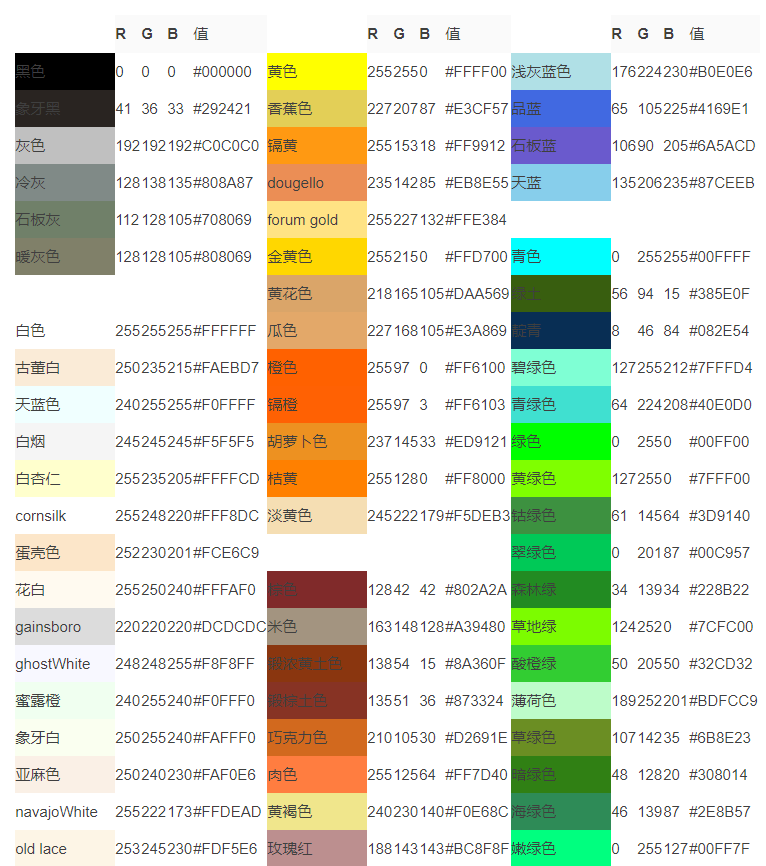 R G B 值 R G B 值 R G B 值
黑色 0 0 0 #000000 黄色 255 255 0 #FFFF00 浅灰蓝色 176 224 230 #B0E0E6
象牙黑 41 36 33 #292421 香蕉色 227 207 87 #E3CF57 品蓝 65 105 225 #4169E1
灰色 192 192 192 #C0C0C0 镉黄 255 153 18 #FF9912 石板蓝 106 90 205 #6A5ACD
冷灰 128 138 135 #808A87 dougello 235 142 85 #EB8E55 天蓝 135 206 235 #87CEEB
石板灰 112 128 105 #708069 forum gold 255 227 132 #FFE384
暖灰色 128 128 105 #808069 金黄色 255 215 0 #FFD700 青色 0 255 255 #00FFFF
黄花色 218 165 105 #DAA569 绿土 56 94 15 #385E0F
白色 255 255 255 #FFFFFF 瓜色 227 168 105 #E3A869 靛青 8 46 84 #082E54
古董白 250 235 215 #FAEBD7 橙色 255 97 0 #FF6100 碧绿色 127 255 212 #7FFFD4
天蓝色 240 255 255 #F0FFFF 镉橙 255 97 3 #FF6103 青绿色 64 224 208 #40E0D0
白烟 245 245 245 #F5F5F5 胡萝卜色 237 145 33 #ED9121 绿色 0 255 0 #00FF00
白杏仁 255 235 205 #FFFFCD 桔黄 255 128 0 #FF8000 黄绿色 127 255 0 #7FFF00
cornsilk 255 248 220 #FFF8DC 淡黄色 245 222 179 #F5DEB3 钴绿色 61 145 64 #3D9140
蛋壳色 252 230 201 #FCE6C9 翠绿色 0 201 87 #00C957
花白 255 250 240 #FFFAF0 棕色 128 42 42 #802A2A 森林绿 34 139 34 #228B22
gainsboro 220 220 220 #DCDCDC 米色 163 148 128 #A39480 草地绿 124 252 0 #7CFC00
ghostWhite 248 248 255 #F8F8FF 锻浓黄土色 138 54 15 #8A360F 酸橙绿 50 205 50 #32CD32
蜜露橙 240 255 240 #F0FFF0 锻棕土色 135 51 36 #873324 薄荷色 189 252 201 #BDFCC9
象牙白 250 255 240 #FAFFF0 巧克力色 210 105 30 #D2691E 草绿色 107 142 35 #6B8E23
亚麻色 250 240 230 #FAF0E6 肉色 255 125 64 #FF7D40 暗绿色 48 128 20 #308014
navajoWhite 255 222 173 #FFDEAD 黄褐色 240 230 140 #F0E68C 海绿色 46 139 87 #2E8B57
old lace 253 245 230 #FDF5E6 玫瑰红 188 143 143 #BC8F8F 嫩绿色 0 255 127 #00FF7F